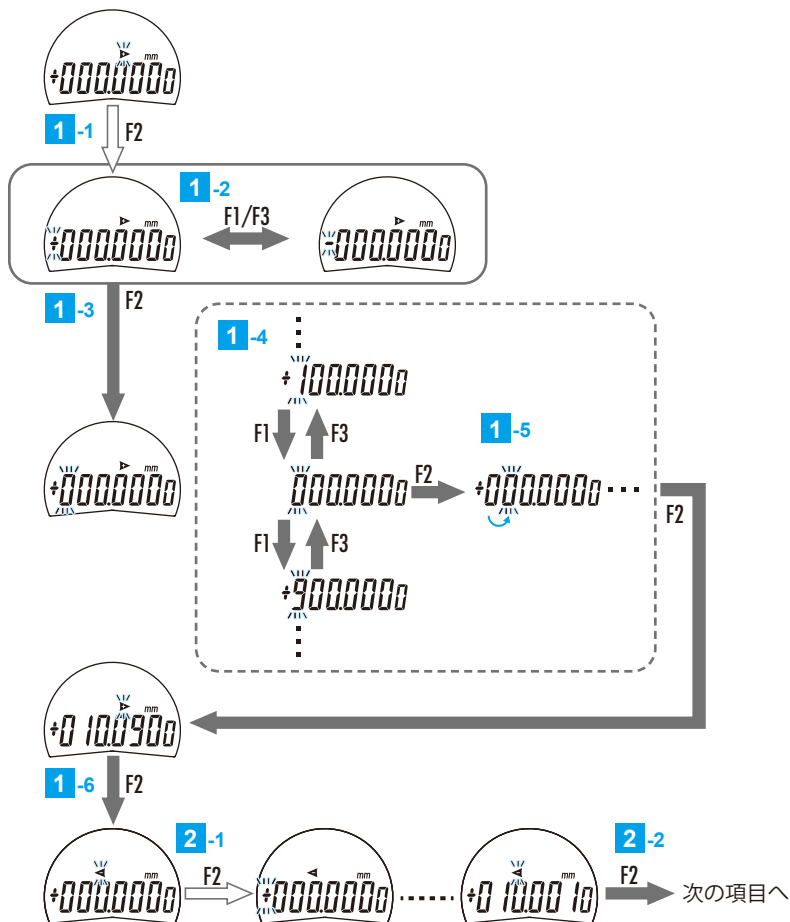 mm
+000.0000
1 -1 F2
1 -2
mm
+000.0000
F1/F3
mm
-000.0000
1 -3 F2
1 -4
+100.0000
F1 F3
1 -5
mm
+000.0000
000.0000
F2
+000.0000
F2
F1 F3
+900.0000
mm
+010.0900
1 -6 F2
2 -1
2 -2
mm
+000.0000
F2
mm
+000.0000
mm
+010.0010
F2
次の項目へ